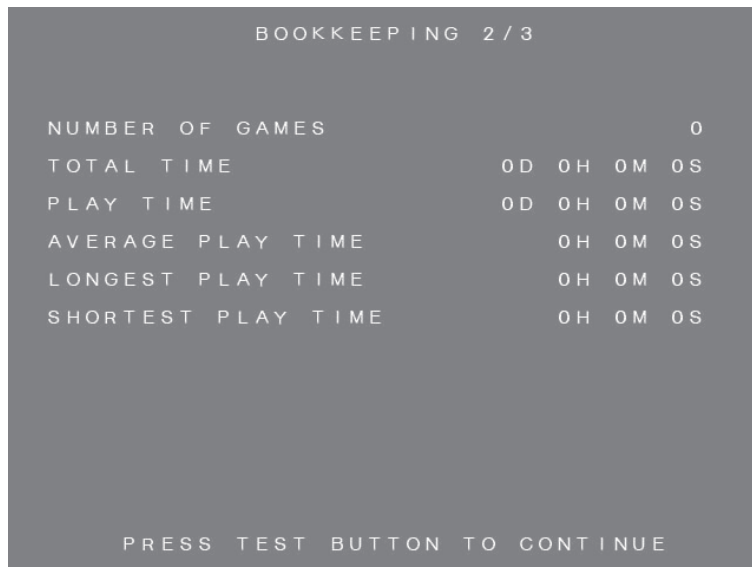 BOOKKEEPING 2/3
NUMBER OF GAMES 0
TOTAL TIME 0D 0H 0M 0S
PLAY TIME 0D 0H 0M 0S
AVERAGE PLAY TIME 0H 0M 0S
LONGEST PLAY TIME 0H 0M 0S
SHORTEST PLAY TIME 0H 0M 0S
PRESS TEST BUTTON TO CONTINUE